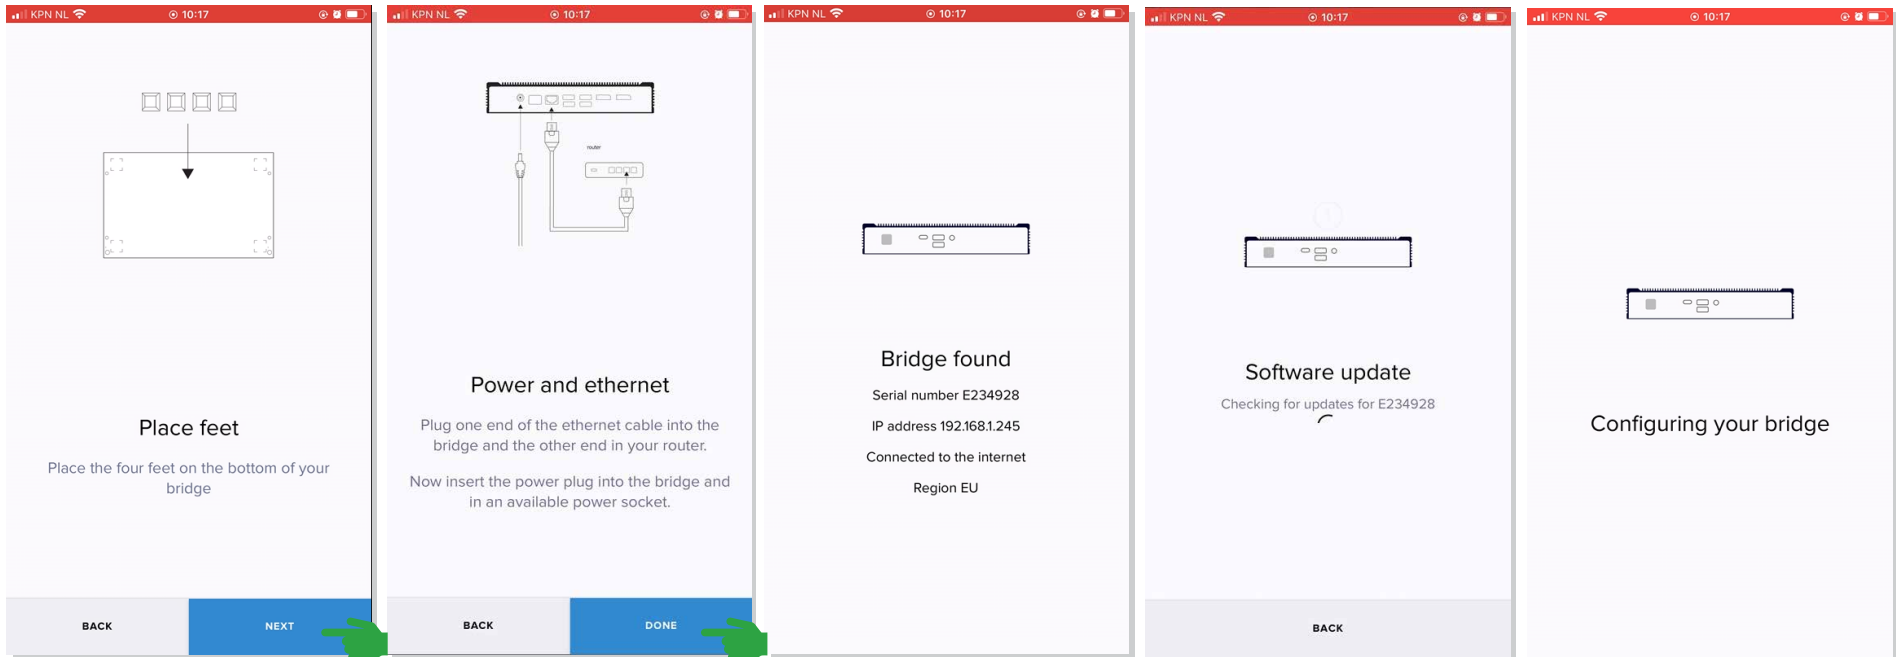 KPN NL
10:17
Place feet
Place the four feet on the bottom of your
bridge
BACK
NEXT
KPN NL
10:17
router
Power and ethernet
Plug one end of the ethernet cable into the
bridge and the other end in your router.
Now insert the power plug into the bridge and
in an available power socket.
BACK
DONE
KPN NL
10:17
Bridge found
Serial number E234928
IP address 192.168.1.245
Connected to the internet
Region EU
KPN NL
10:17
Software update
Checking for updates for E234928
BACK
KPN NL
10:17
Configuring your bridge